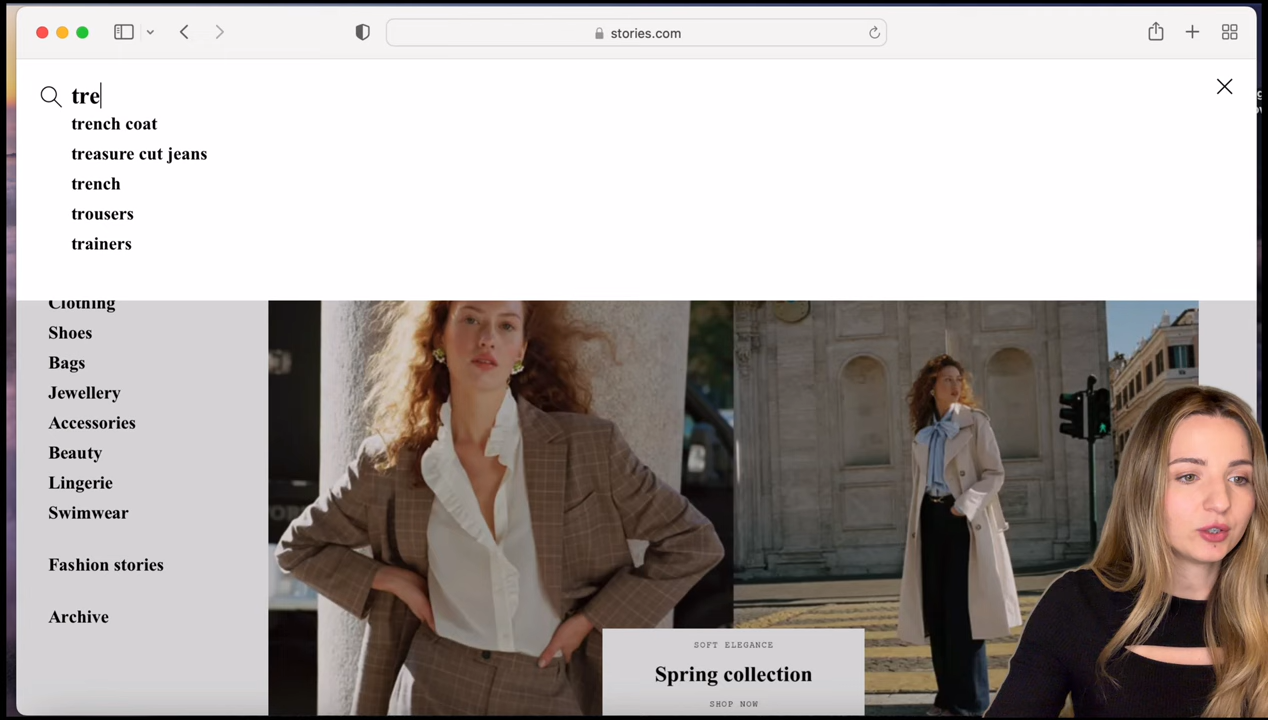 stories.com
tre
trench coat
treasure cut jeans
trench
trousers
trainers
Clothing
Shoes
Bags
Jewellery
Accessories
Beauty
Lingerie
Swimwear
Fashion stories
Archive
SOFT ELEGANCE
Spring collection
SHOP NOW